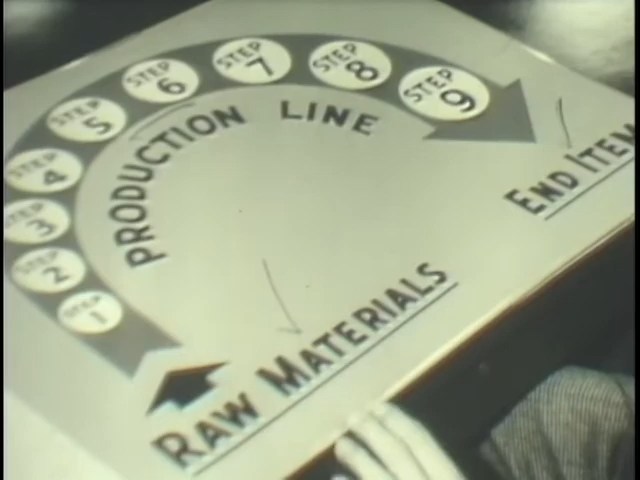 STEP 1
STEP 2
STEP 3
STEP 4
STEP 5
STEP 6
STEP 7
STEP 8
STEP 9
PRODUCTION LINE
RAW MATERIALS
END ITEM